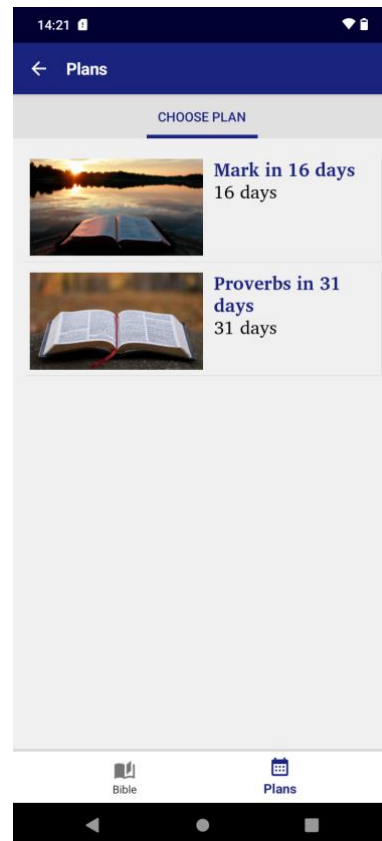 14:21
Plans
CHOOSE PLAN
Mark in 16 days
16 days
Proverbs in 31
days
31 days
Bible
Plans